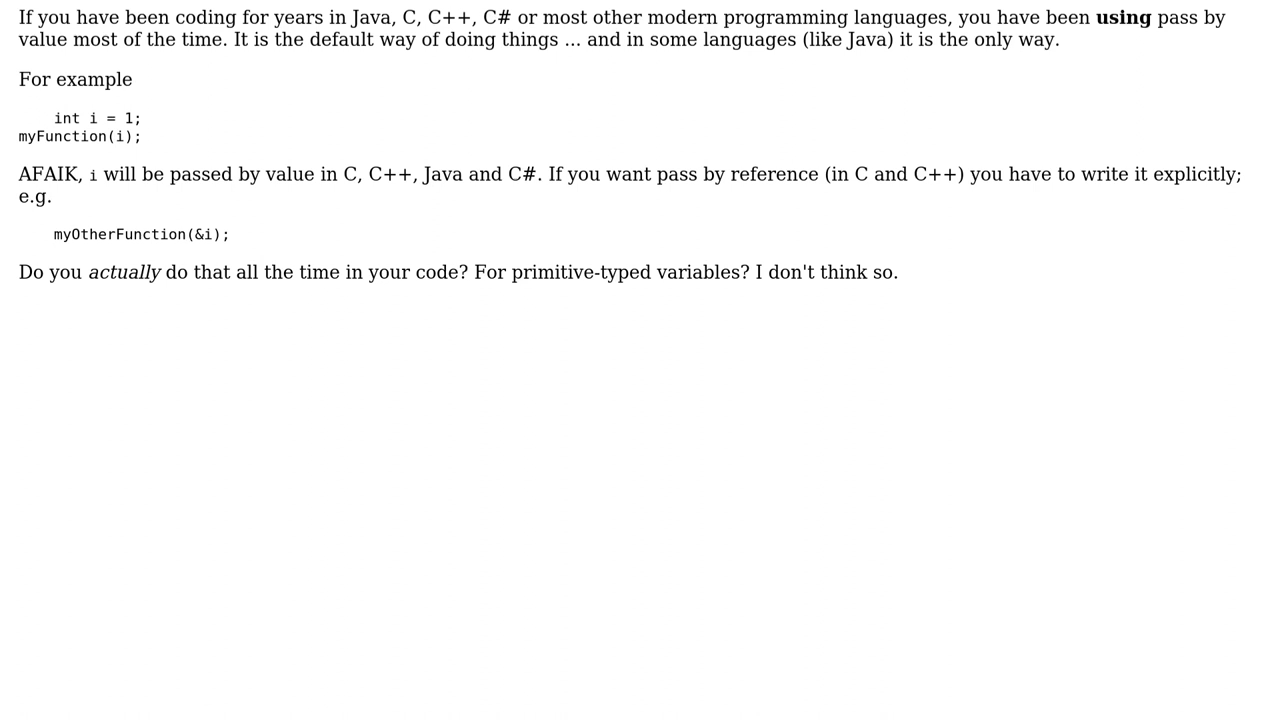 If you have been coding for years in Java, C, C++, C# or most other modern programming languages, you have been using pass by
value most of the time. It is the default way of doing things ... and in some languages (like Java) it is the only way.
For example
int i = 1;
myFunction(i);
AFAIK, i will be passed by value in C, C++, Java and C#. If you want pass by reference (in C and C++) you have to write it explicitly;
e.g.
myOtherFunction(&i);
Do you actually do that all the time in your code? For primitive-typed variables? I don't think so.